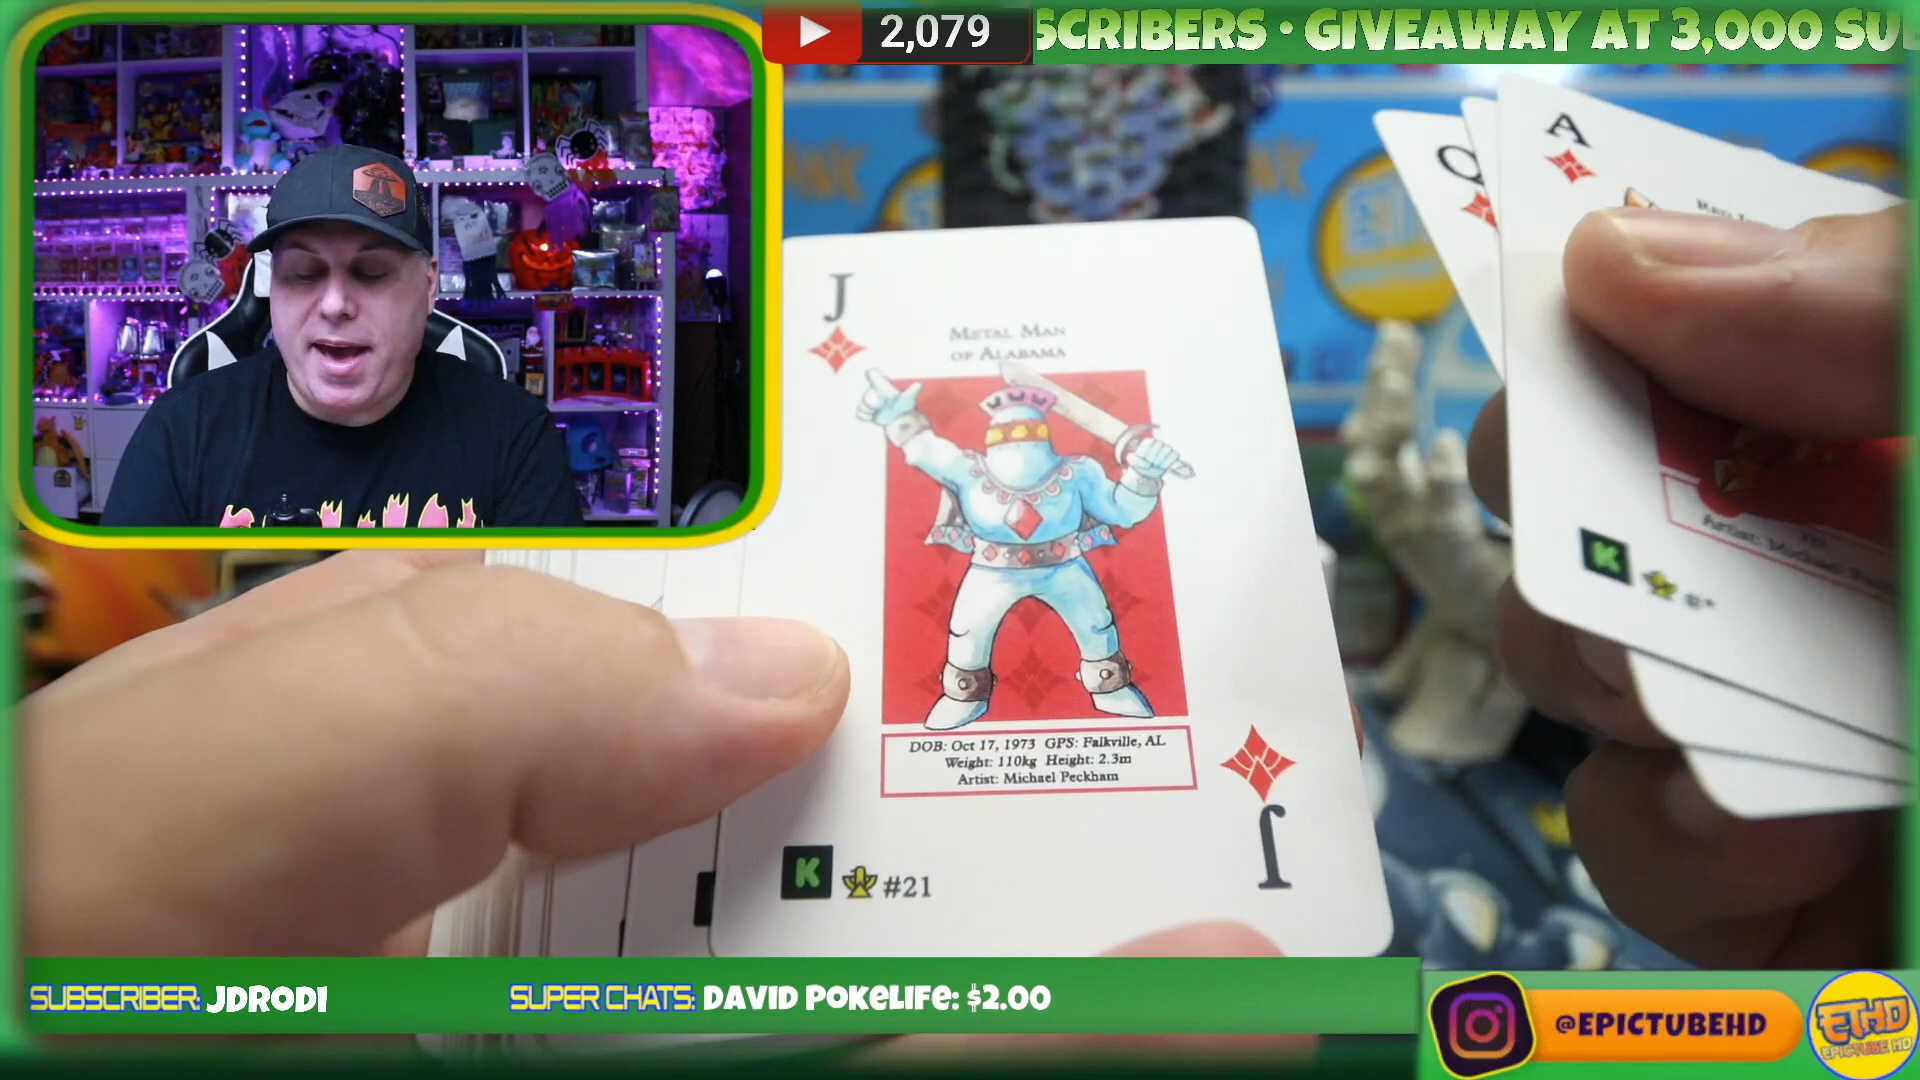 2,079
SCRIBERS • GIVEAWAY AT 3,000 SU
J
METAL MAN
OF ALABAMA
DOB: Oct 17, 1973 GPS: Falkville, AL
Weight: 110kg Height: 2.3m
Artist: Michael Peckham
K #21
J
Q
A
K
SUBSCRIBER: JDRODI
SUPER CHATS: DAVID POKELIFE: $2.00
@EPICTUBEHD
ETHD
EPICTUBE HD